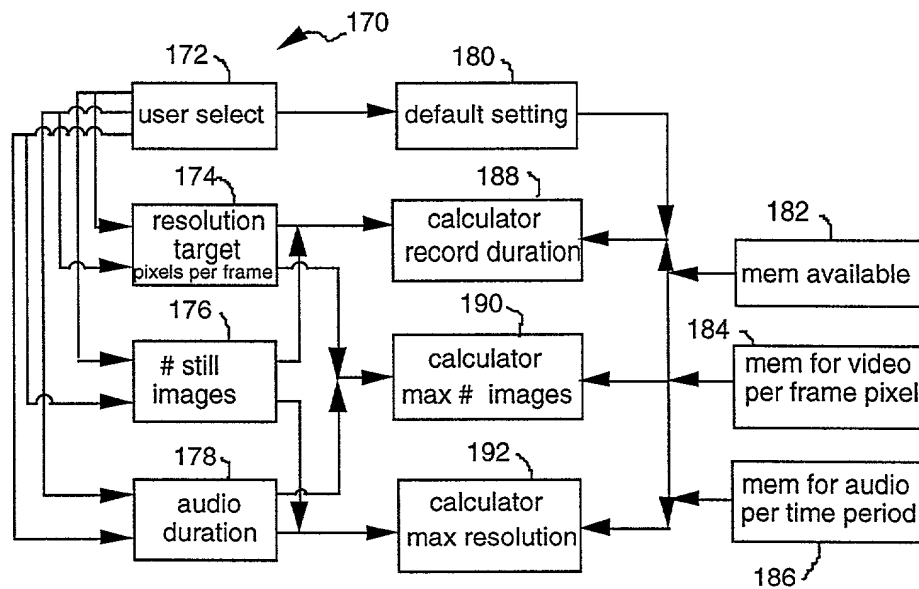 170
172
user select
180
default setting
174
resolution
target
pixels per frame
188
calculator
record duration
182
mem available
176
# still
images
190
calculator
max # images
184
mem for video
per frame pixel
178
audio
duration
192
calculator
max resolution
mem for audio
per time period
186